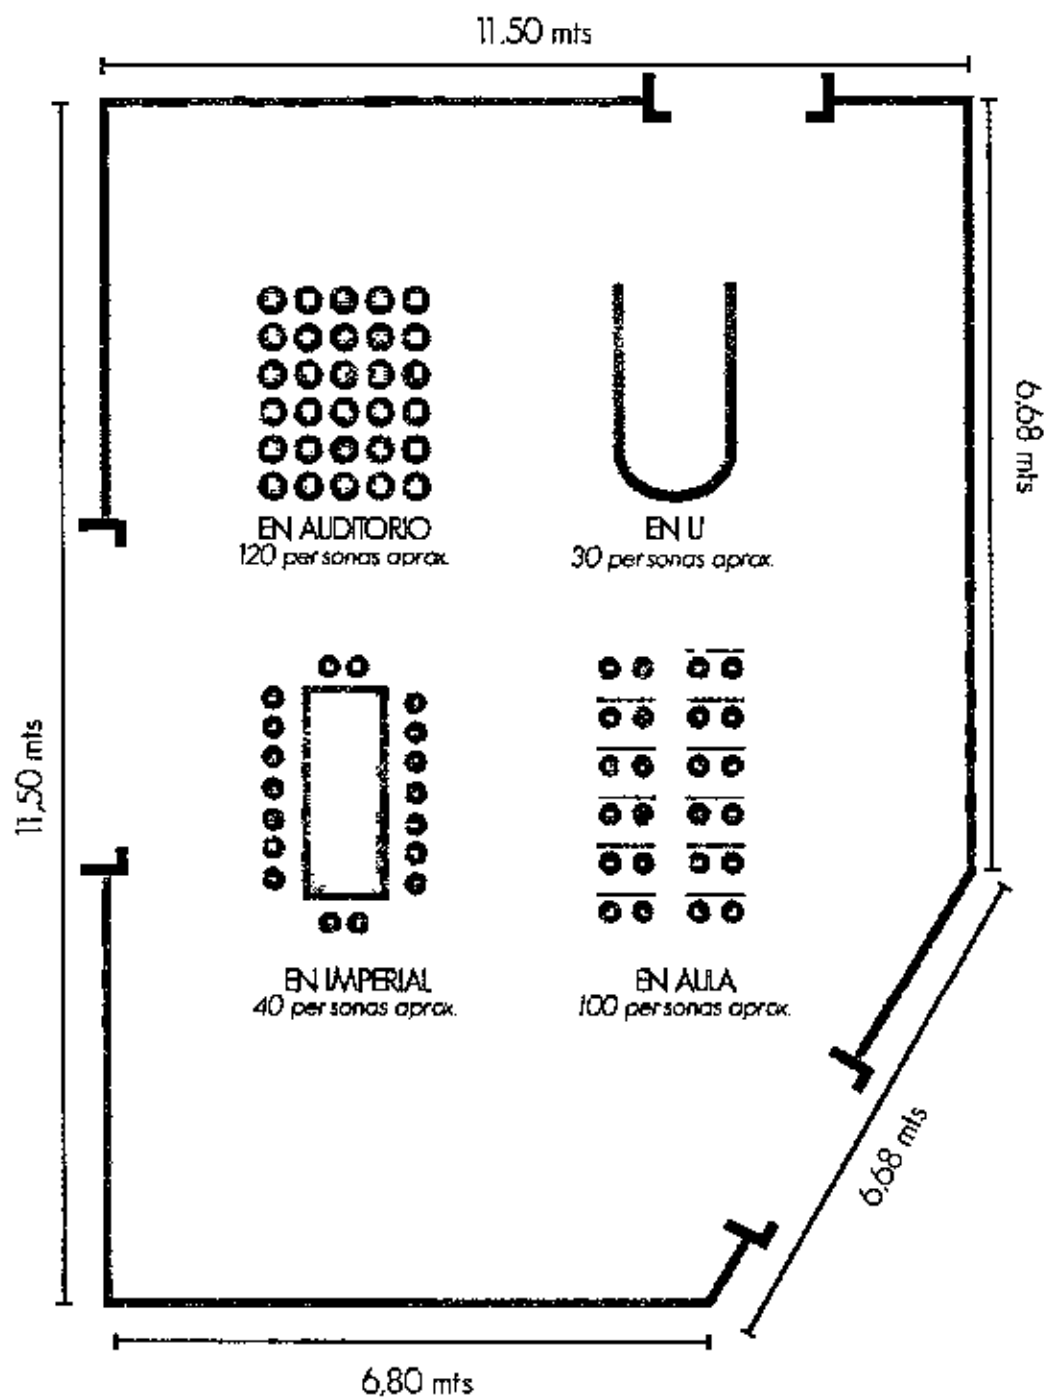 11,50 mts
6,68 mts
EN AUDITORIO
120 personas aprox.
EN U
30 personas aprox.
11,50 mts
EN IMPERIAL
40 personas aprox.
EN AULA
100 personas aprox.
6,68 mts
6,80 mts